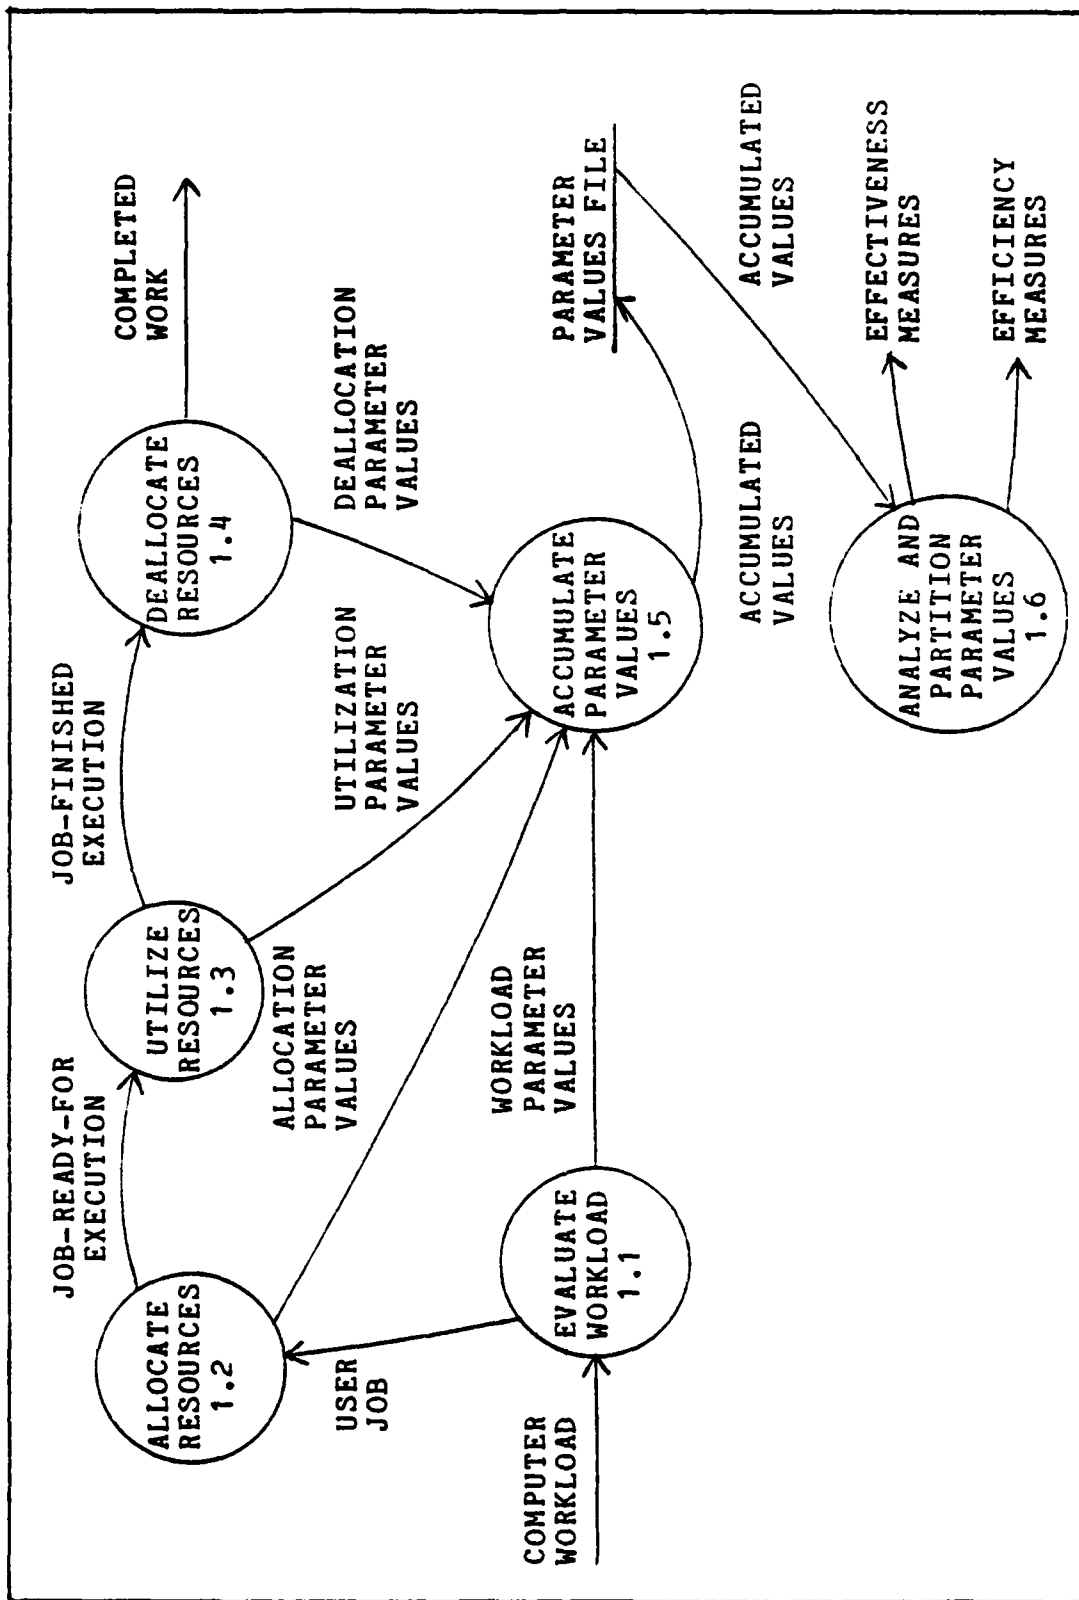 JOB-READY-FOR
EXECUTION
JOB-FINISHED
EXECUTION
COMPLETED
WORK
ALLOCATE
RESOURCES
1.2
UTILIZE
RESOURCES
1.3
DEALLOCATE
RESOURCES
1.4
USER
JOB
ALLOCATION
PARAMETER
VALUES
UTILIZATION
PARAMETER
VALUES
DEALLOCATION
PARAMETER
VALUES
COMPUTER
WORKLOAD
EVALUATE
WORKLOAD
1.1
WORKLOAD
PARAMETER
VALUES
ACCUMULATE
PARAMETER
VALUES
1.5
PARAMETER
VALUES FILE
ACCUMULATED
VALUES
ACCUMULATED
VALUES
ANALYZE AND
PARTITION
PARAMETER
VALUES
1.6
EFFECTIVENESS
MEASURES
EFFICIENCY
MEASURES